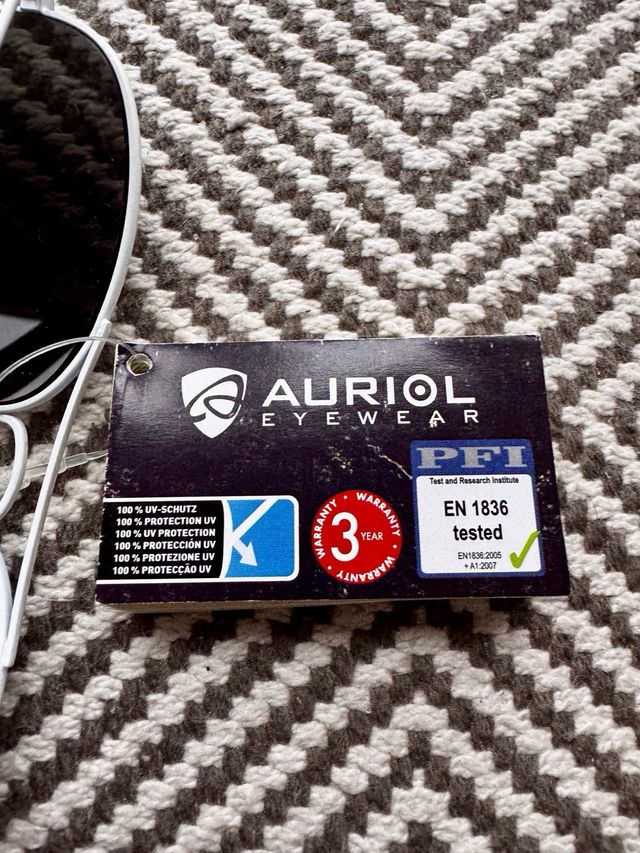 AURIOL
EYEWEAR
PFI
Test and Research Institute
EN 1836
tested
EN1836:2005
+ A1:2007
100 % UV-SCHUTZ
100 % PROTECTION UV
100 % UV PROTECTION
100 % PROTECCIÓN UV
100 % PROTEZIONE UV
100 % PROTECÇÃO UV
WARRANTY • WARRANTY • WARRANTY •
3 YEAR